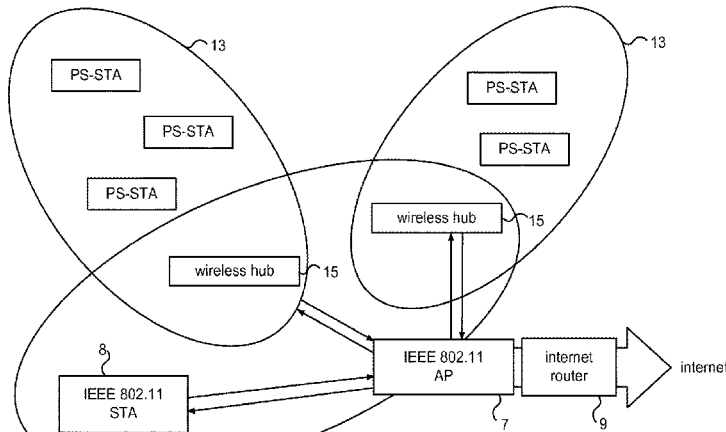 13
13
PS-STA
PS-STA
PS-STA
PS-STA
PS-STA
wireless hub
15
wireless hub
15
8
IEEE 802.11
AP
internet
router
internet
IEEE 802.11
STA
7
9